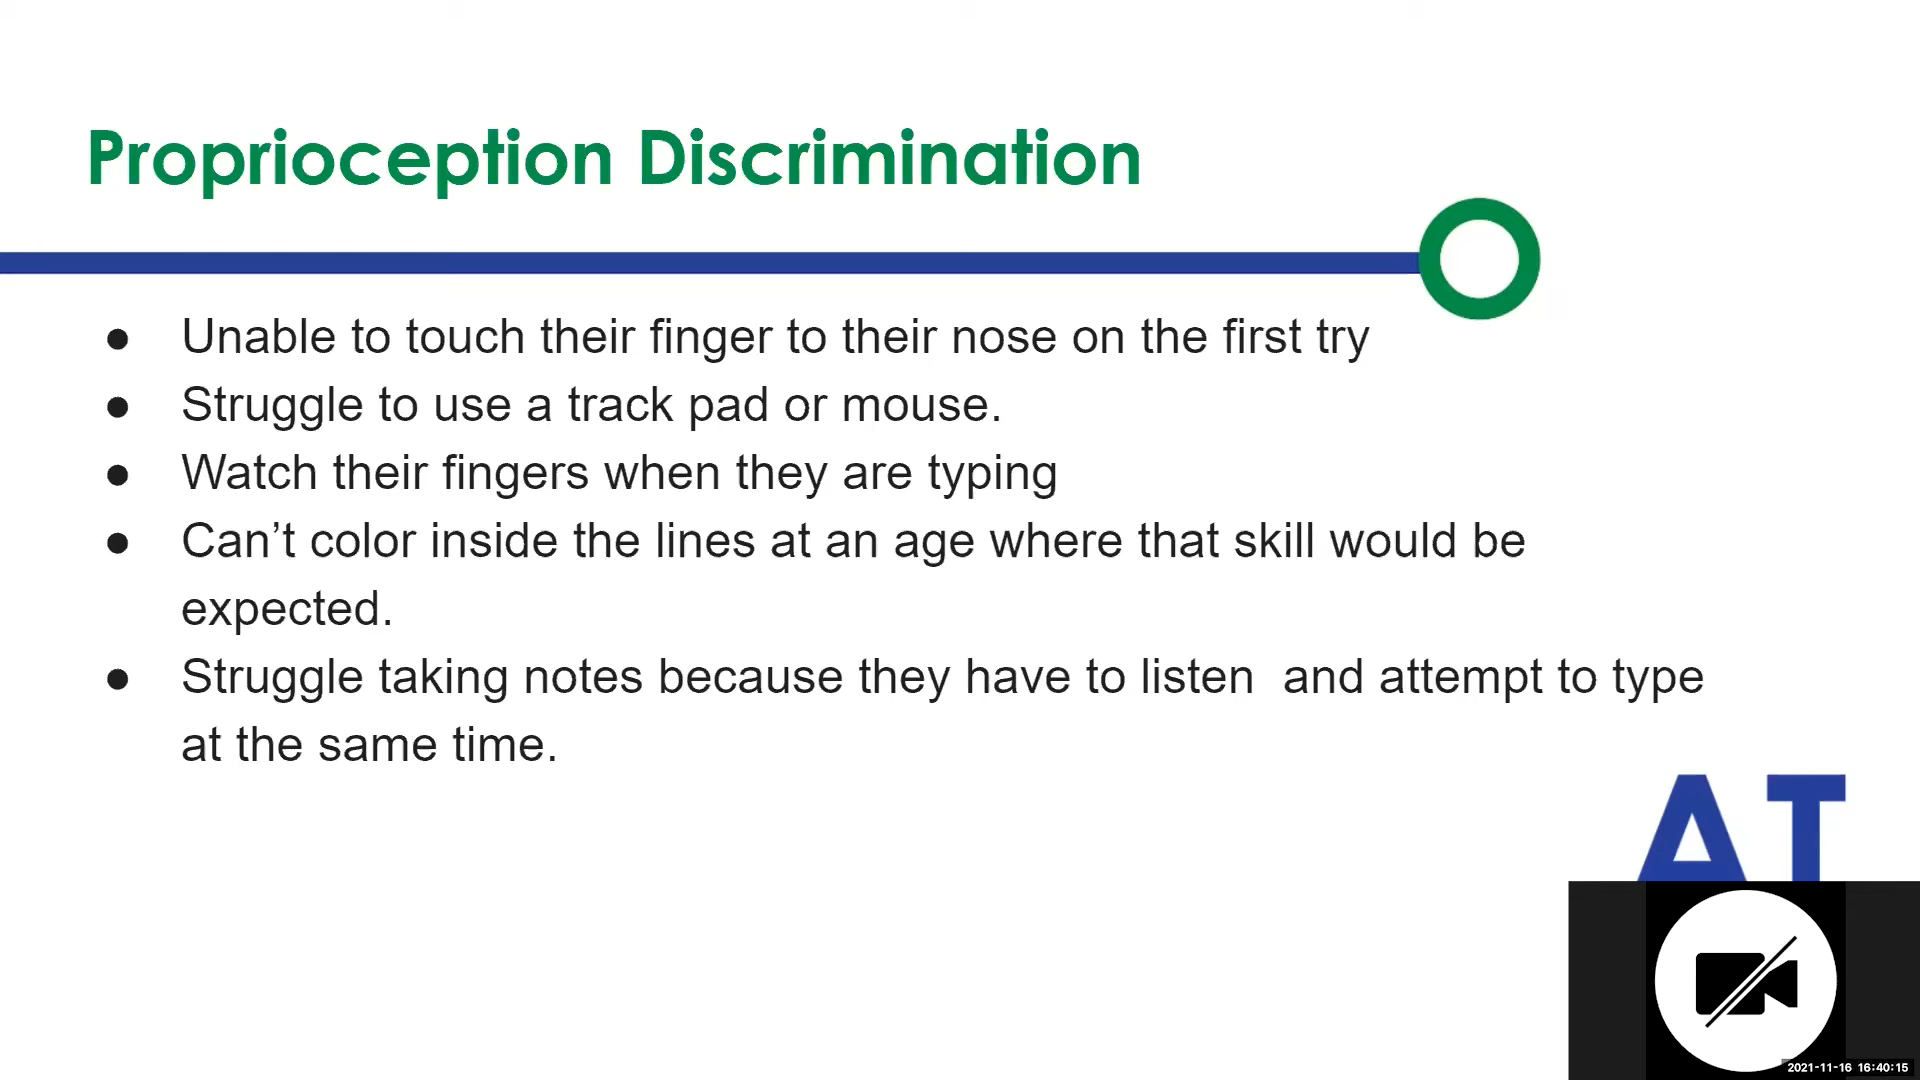 Proprioception Discrimination
● Unable to touch their finger to their nose on the first try
● Struggle to use a track pad or mouse.
● Watch their fingers when they are typing
● Can’t color inside the lines at an age where that skill would be
expected.
● Struggle taking notes because they have to listen  and attempt to type
at the same time.
AT
2021-11-16 16:40:15